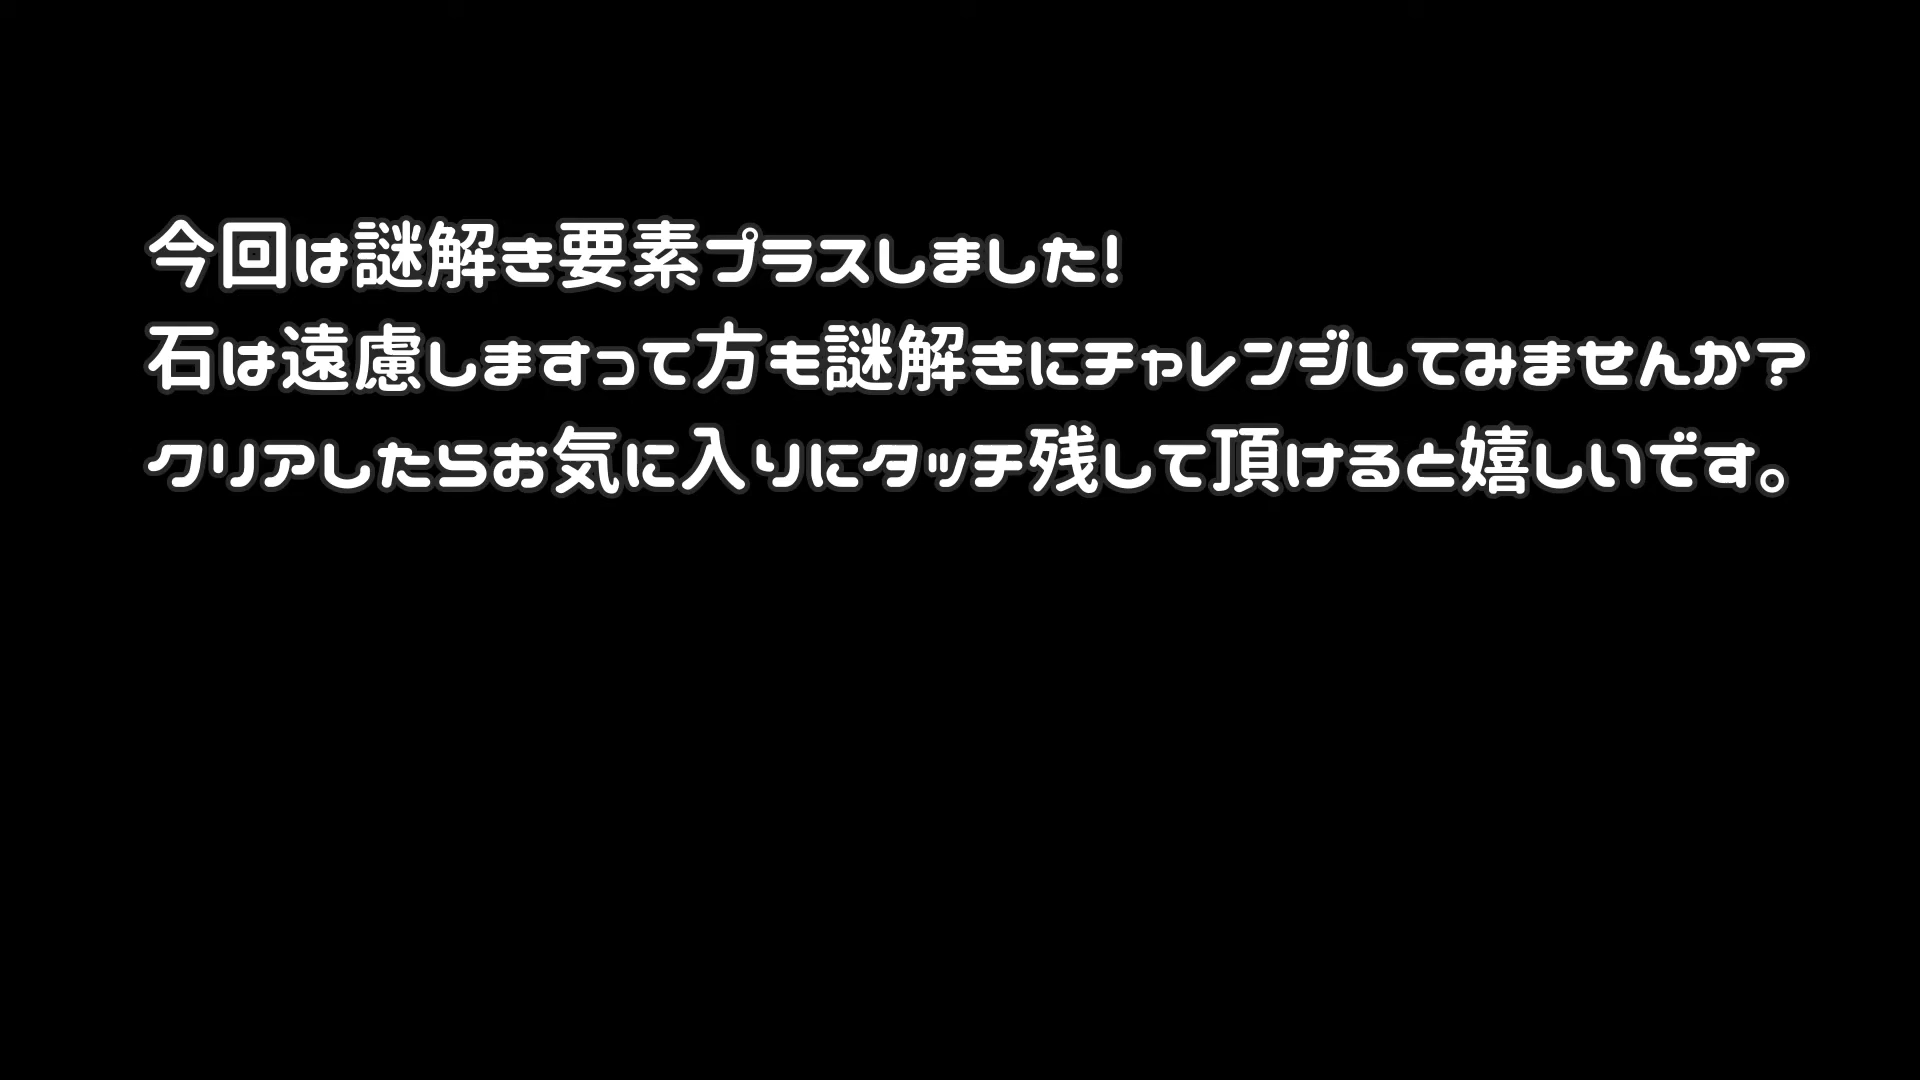 今回は謎解き要素プラスしました!
石は遠慮しますって方も謎解きにチャレンジしてみませんか?
クリアしたらお気に入りにタッチ残して頂けると嬉しいです。